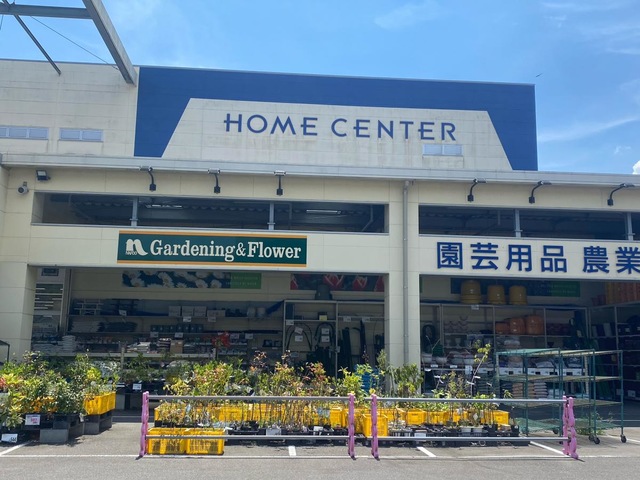 HOME CENTER
Gardening&Flower
園芸用品 農業